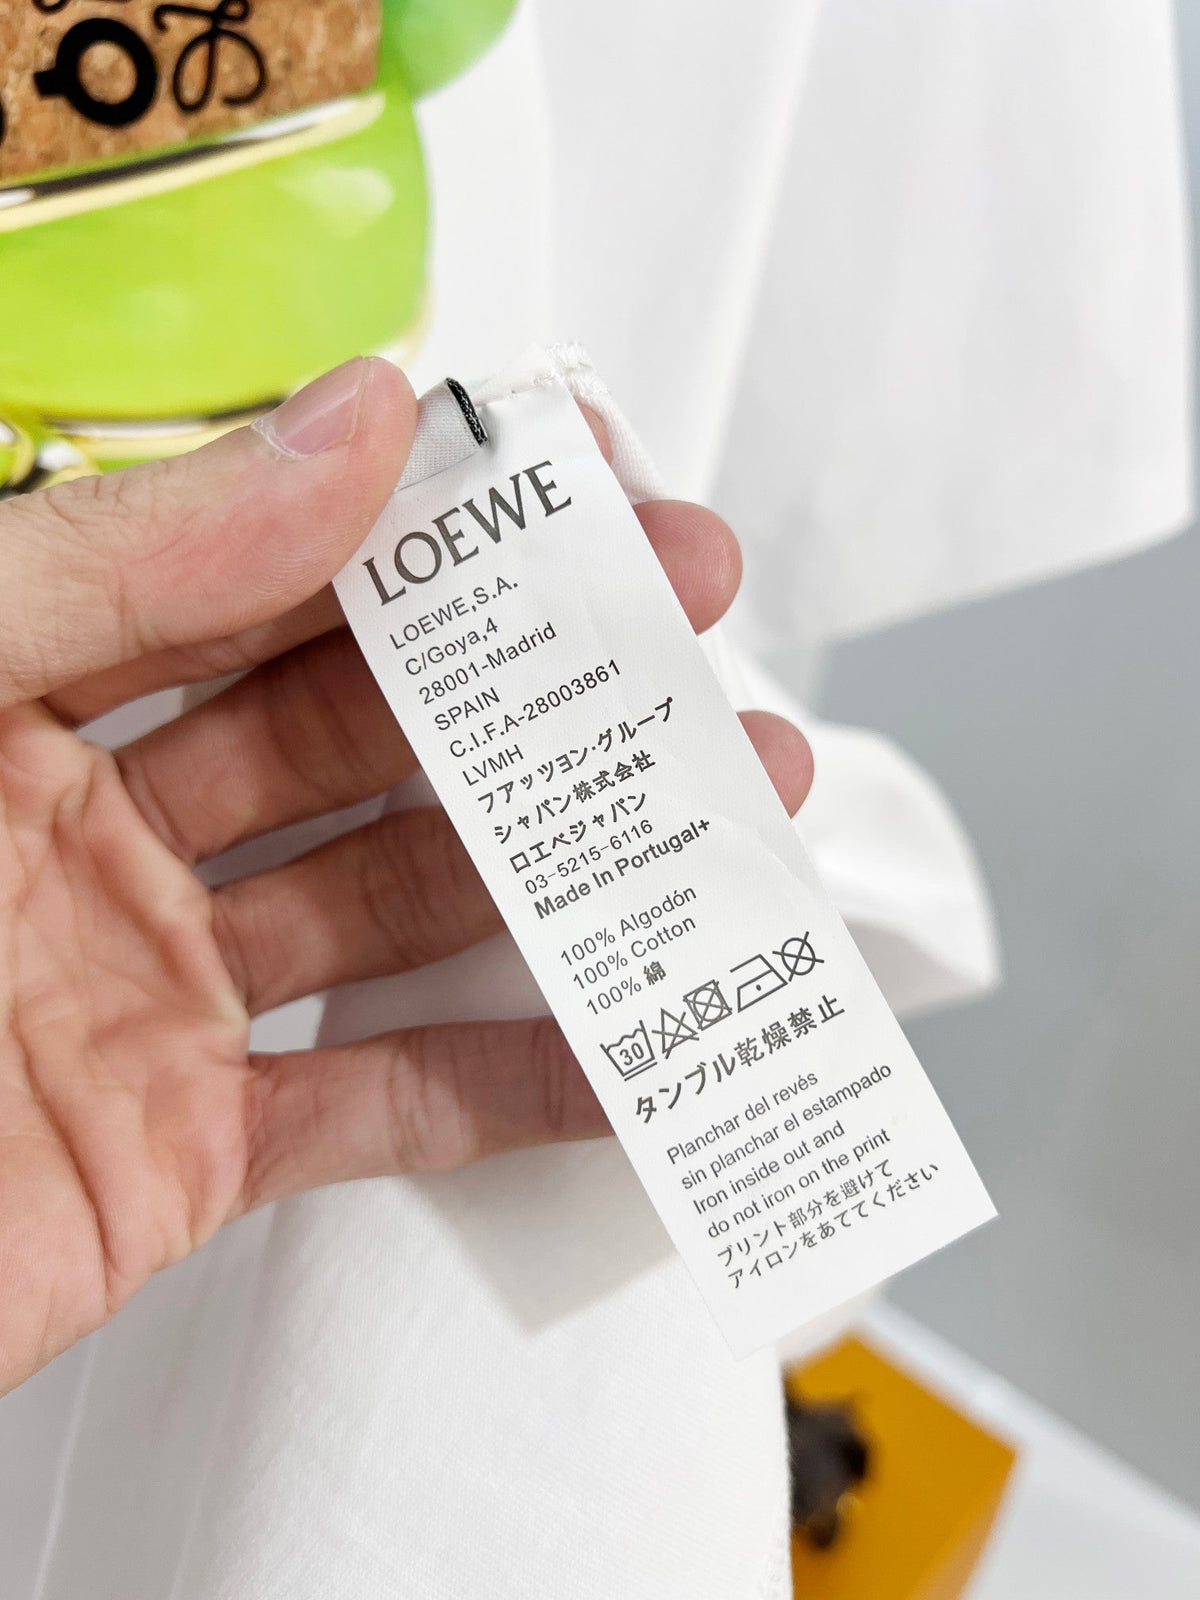 LOEWE
LOEWE,S.A.
C/Goya,4
28001-Madrid
SPAIN
C.I.F.A-28003861
LVMH
フアッツヨン·グループ
シャパン株式会社
ロエベジャパン
03-5215-6116
Made In Portugal+
100% Algodón
100% Cotton
100% 綿
30
タンブル乾燥禁止
Planchar del revés
sin planchar el estampado
Iron inside out and
do not iron on the print
プリント部分を避けて
アイロンをあててください